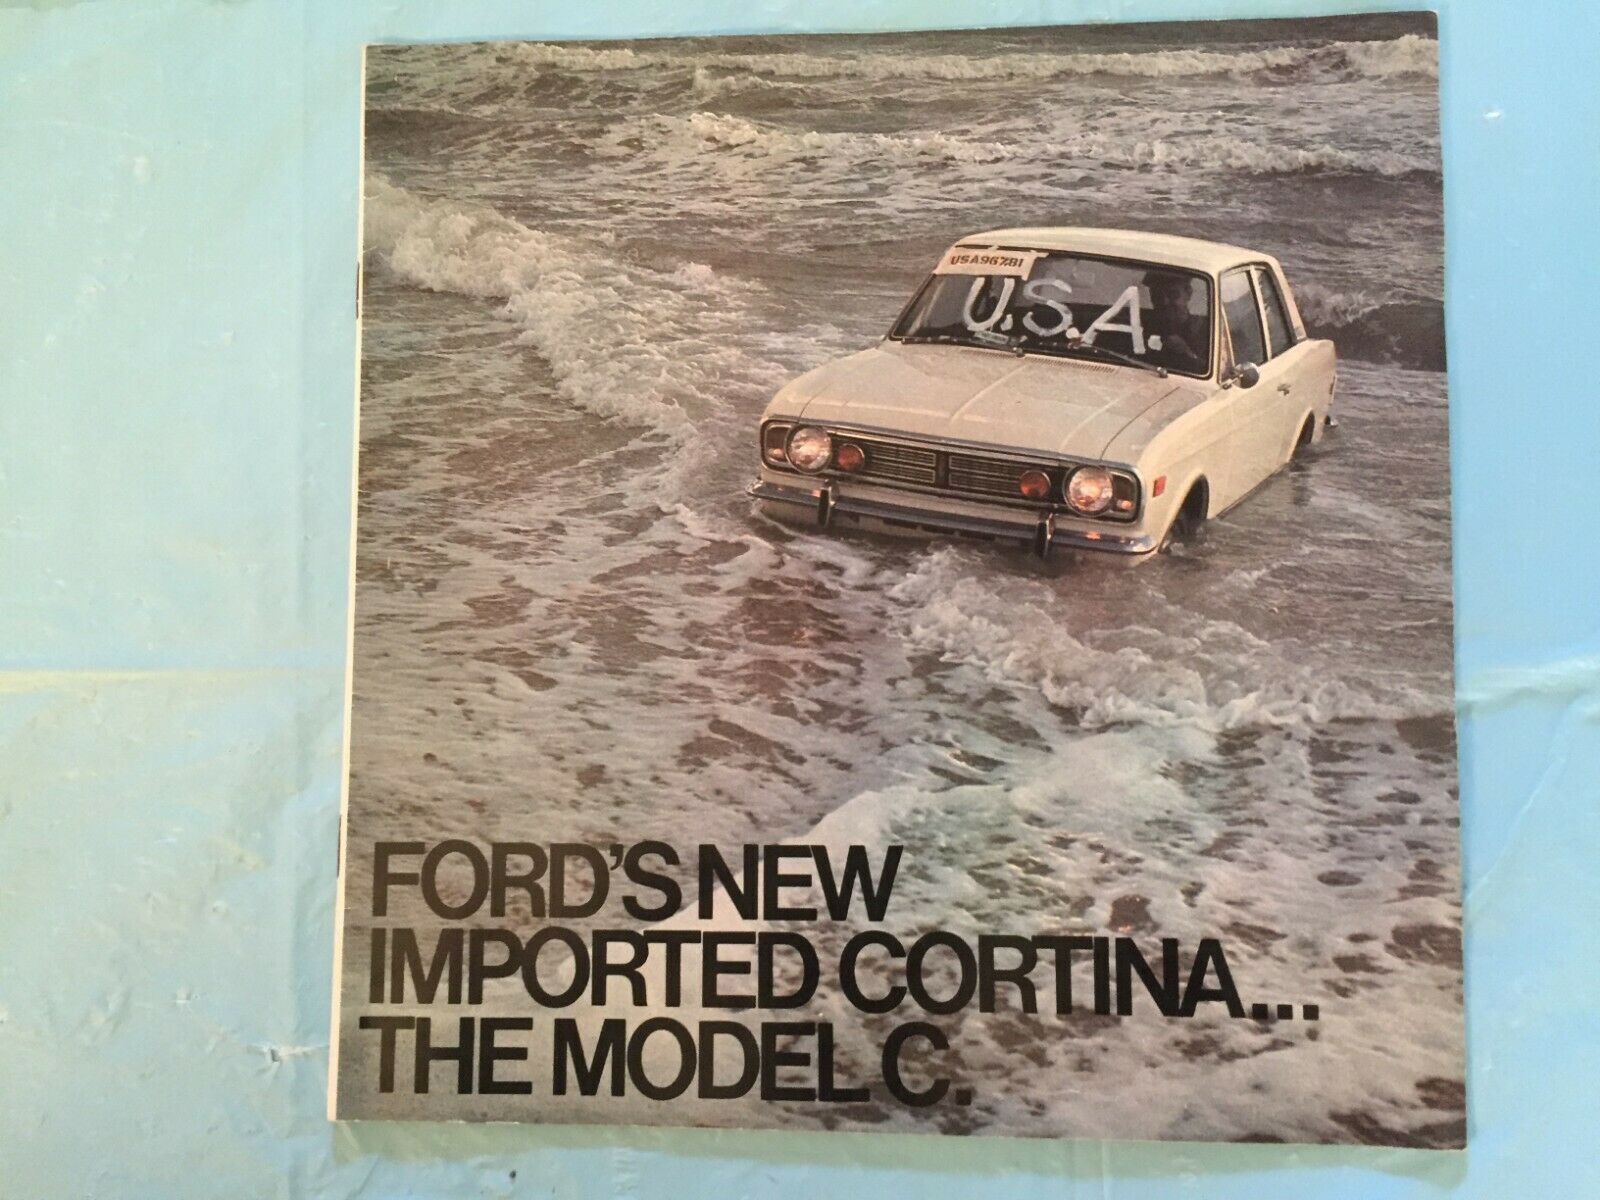 USA96781
U.S.A.
FORD'S NEW
IMPORTED CORTINA...
THE MODEL C.